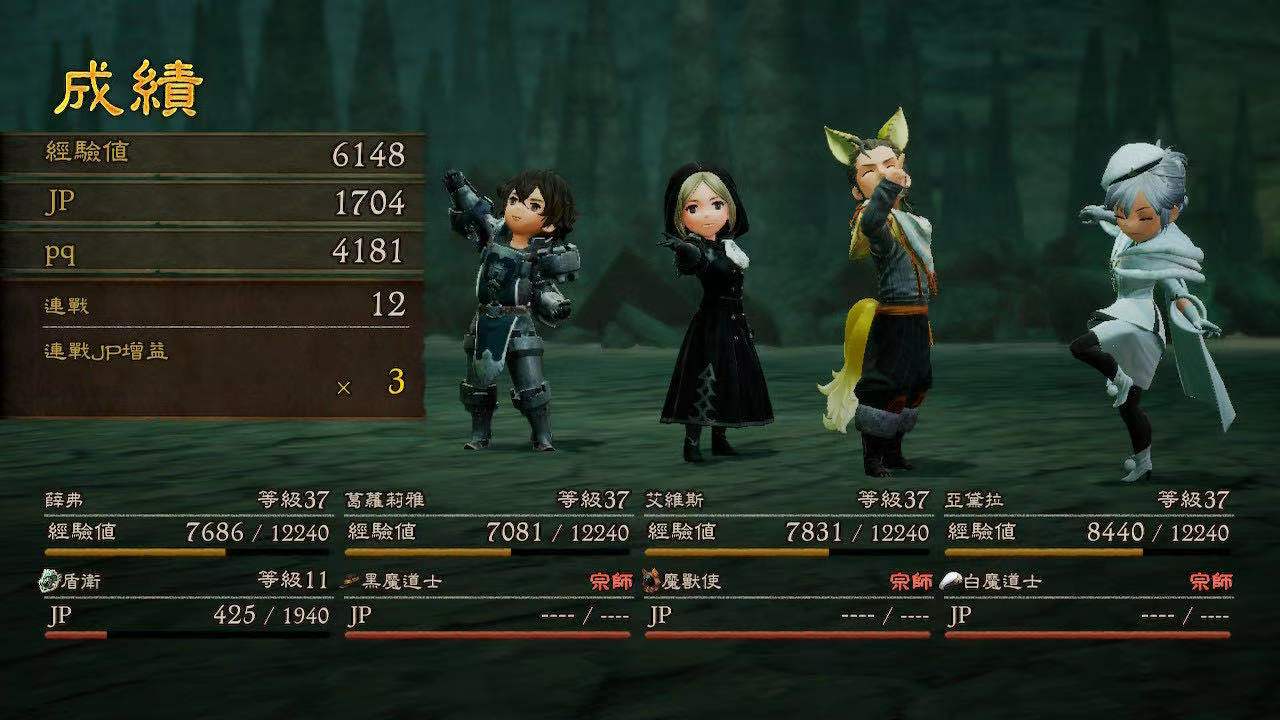 成績
經驗值 6148
JP 1704
pq 4181
連戰 12
連戰JP增益
× 3
薛弗 等級37
經驗值 7686 / 12240
盾衛 等級11
JP 425 / 1940
葛蘿莉雅 等級37
經驗值 7081 / 12240
黑魔道士 宗師
JP ---- / ----
艾維斯 等級37
經驗值 7831 / 12240
魔獸使 宗師
JP ---- / ----
亞黛拉 等級37
經驗值 8440 / 12240
白魔道士 宗師
JP ---- / ----